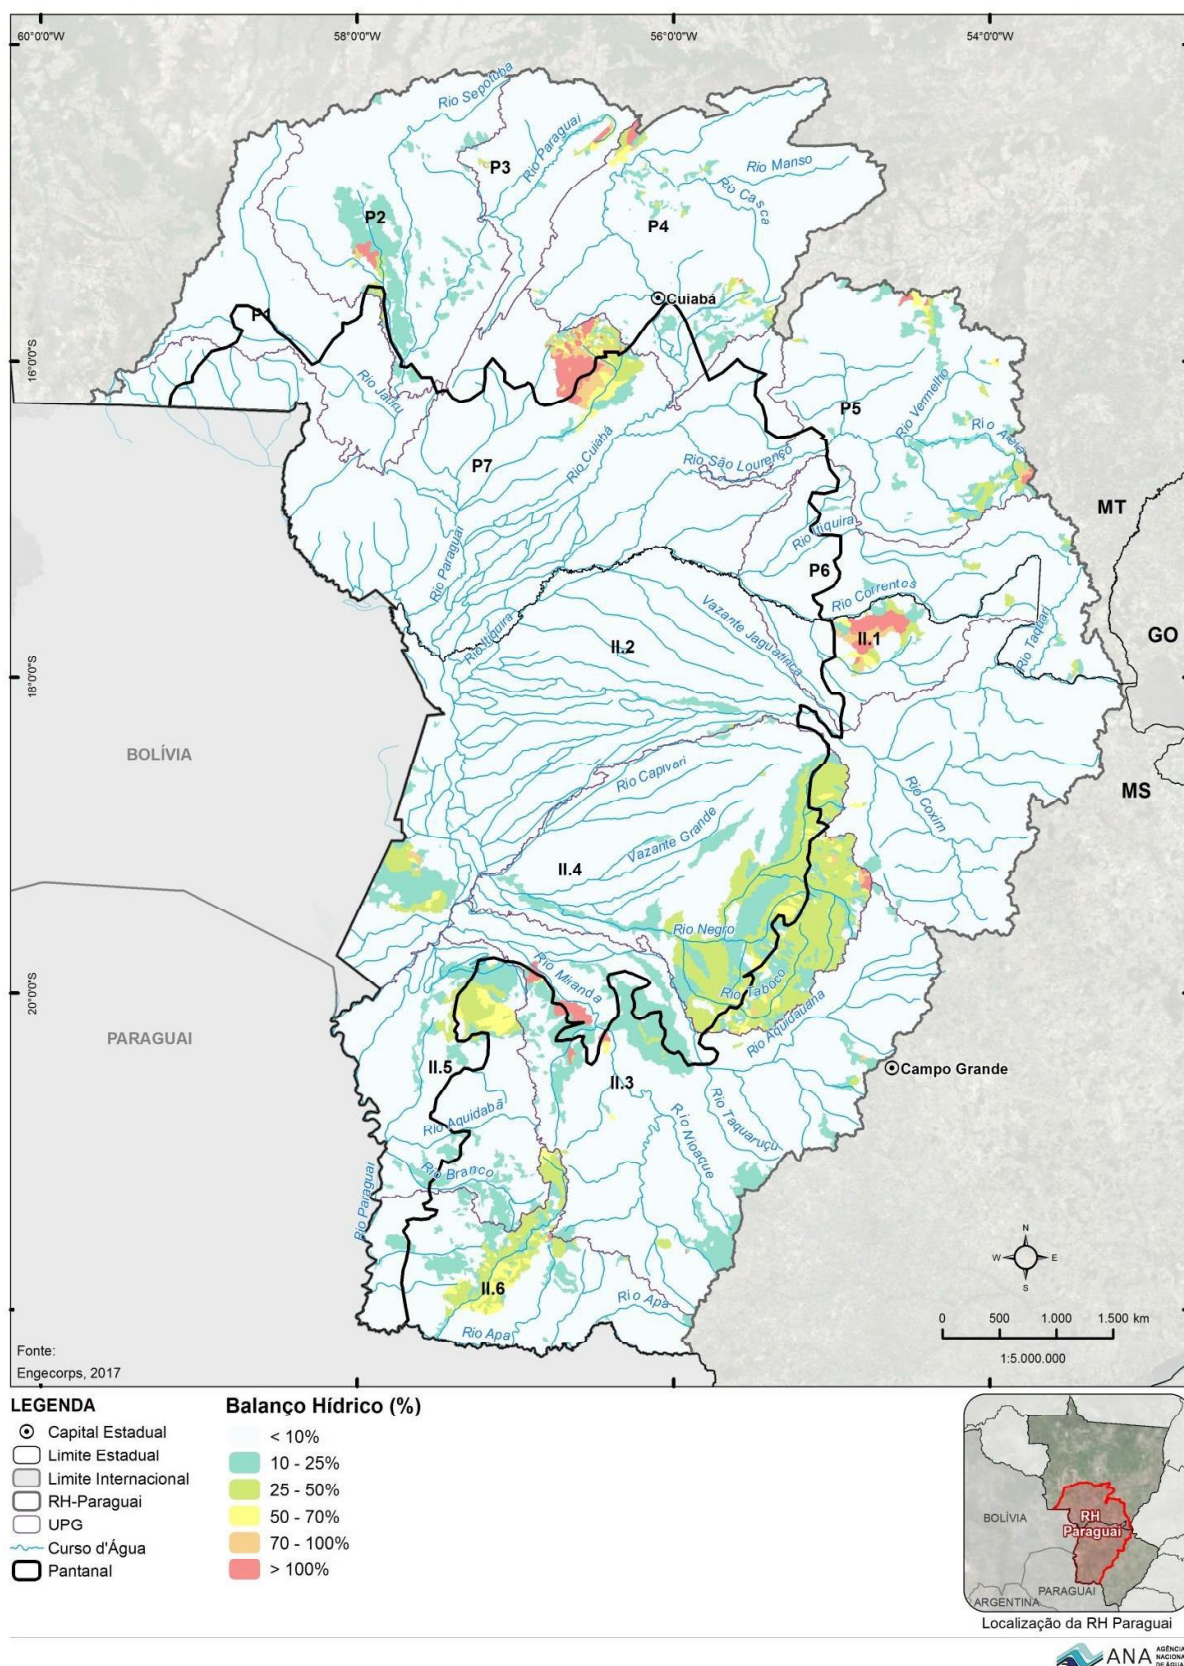 60°0'0"W
58°0'0"W
56°0'0"W
54°0'0"W
Rio Sepotuba
P3
Rio Paraguai
Rio Manso
Rio Casca
P2
P4
Cuiabá
P1
16°0'0"S
Rio Jauru
P5
Rio Vermelho
Rio Areia
P7
Rio Cuiabá
Rio São Lourenço
MT
Rio Itiquira
Rio Paraguai
P6
Rio Correntes
Vazante Jaguatirica
II.1
Rio Taquari
GO
Rio Itiquira
II.2
18°0'0"S
BOLÍVIA
Rio Capivari
Rio Coxim
MS
Vazante Grande
II.4
Rio Negro
20°0'0"S
Rio Miranda
Rio Taboco
Rio Aquidauana
PARAGUAI
II.5
II.3
Campo Grande
Rio Aquidabã
Rio Nioaque
Rio Taquaruçu
Rio Branco
Rio Paraguai
II.6
Rio Apa
Rio Apa
N
W E
S
0 500 1.000 1.500 km
1:5.000.000
Fonte:
Engecorps, 2017
LEGENDA
Capital Estadual
Limite Estadual
Limite Internacional
RH-Paraguai
UPG
Curso d'Água
Pantanal
Balanço Hídrico (%)
< 10%
10 - 25%
25 - 50%
50 - 70%
70 - 100%
> 100%
BOLÍVIA
RH
Paraguai
PARAGUAI
ARGENTINA
Localização da RH Paraguai
ANA
AGÊNCIA
NACIONAL
DE ÁGUAS